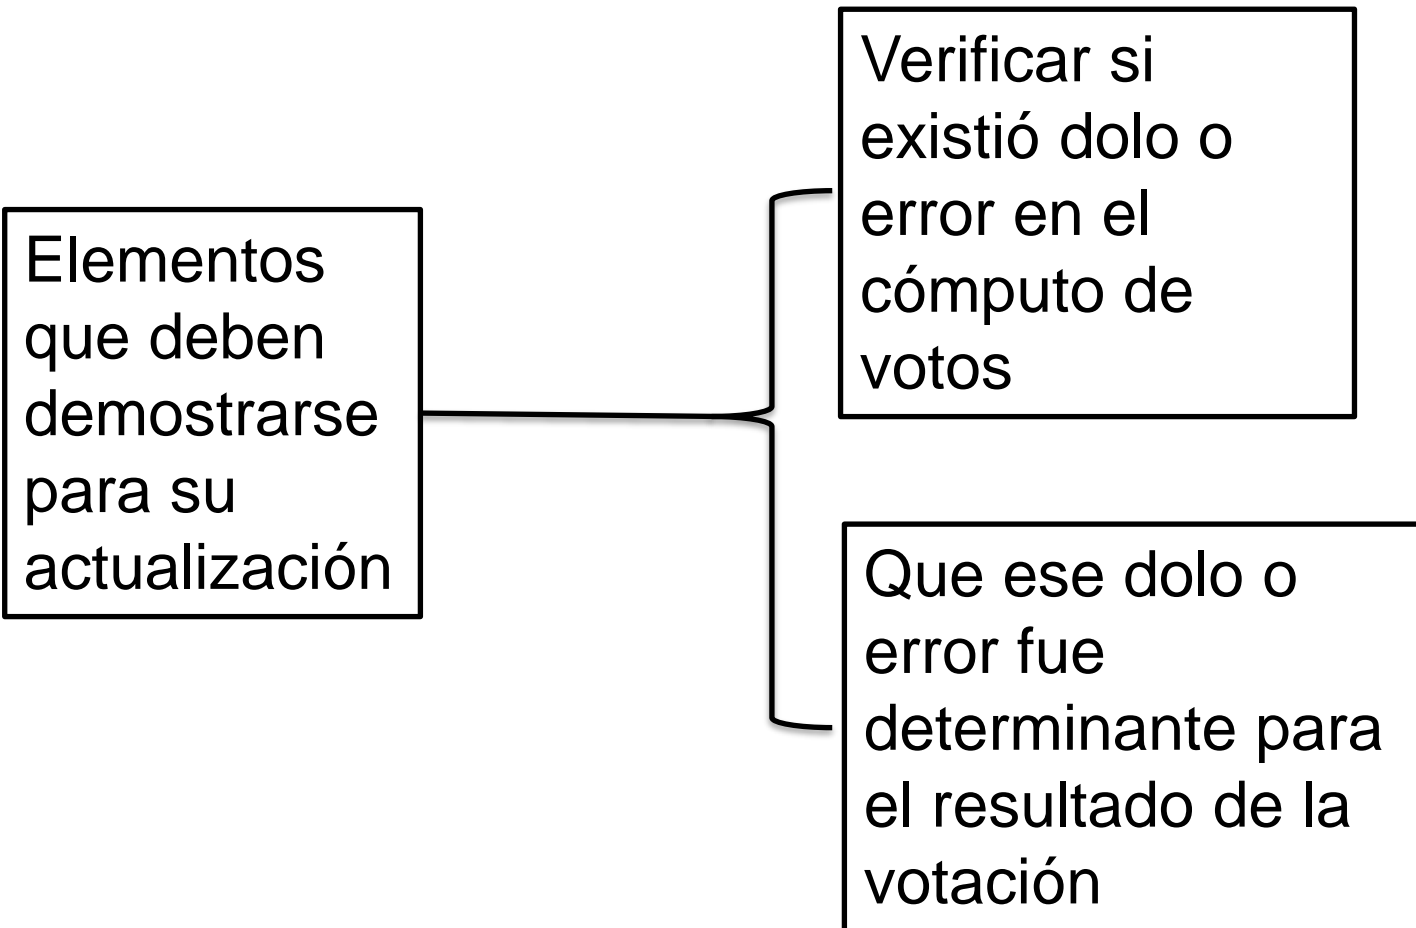 Elementos
que deben
demostrarse
para su
actualización
Verificar si
existió dolo o
error en el
cómputo de
votos
Que ese dolo o
error fue
determinante para
el resultado de la
votación